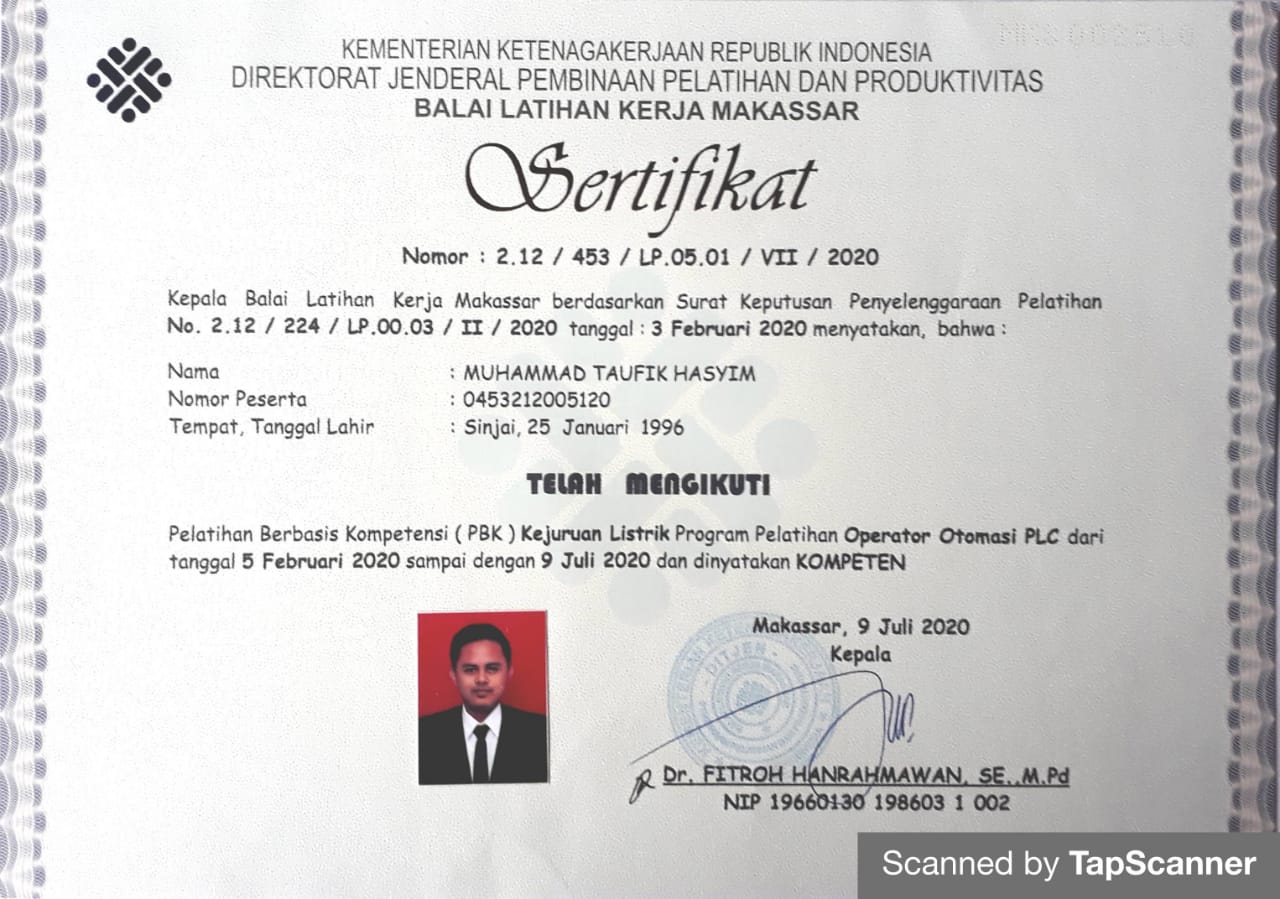 KEMENTERIAN KETENAGAKERJAAN REPUBLIK INDONESIA
DIREKTORAT JENDERAL PEMBINAAN PELATIHAN DAN PRODUKTIVITAS
BALAI LATIHAN KERJA MAKASSAR
Sertifikat
Nomor : 2.12 / 453 / LP.05.01 / VII / 2020
Kepala Balai Latihan Kerja Makassar berdasarkan Surat Keputusan Penyelenggaraan Pelatihan
No. 2.12 / 224 / LP.00.03 / II / 2020 tanggal : 3 Februari 2020 menyatakan, bahwa :
Nama : MUHAMMAD TAUFIK HASYIM
Nomor Peserta : 0453212005120
Tempat, Tanggal Lahir : Sinjai, 25 Januari 1996
TELAH MENGIKUTI
Pelatihan Berbasis Kompetensi ( PBK ) Kejuruan Listrik Program Pelatihan Operator Otomasi PLC dari
tanggal 5 Februari 2020 sampai dengan 9 Juli 2020 dan dinyatakan KOMPETEN
Makassar, 9 Juli 2020
Kepala
DITJEN
Dr. FITROH HANRAHMAWAN, SE.,M.Pd
NIP 19660130 198603 1 002
Scanned by TapScanner